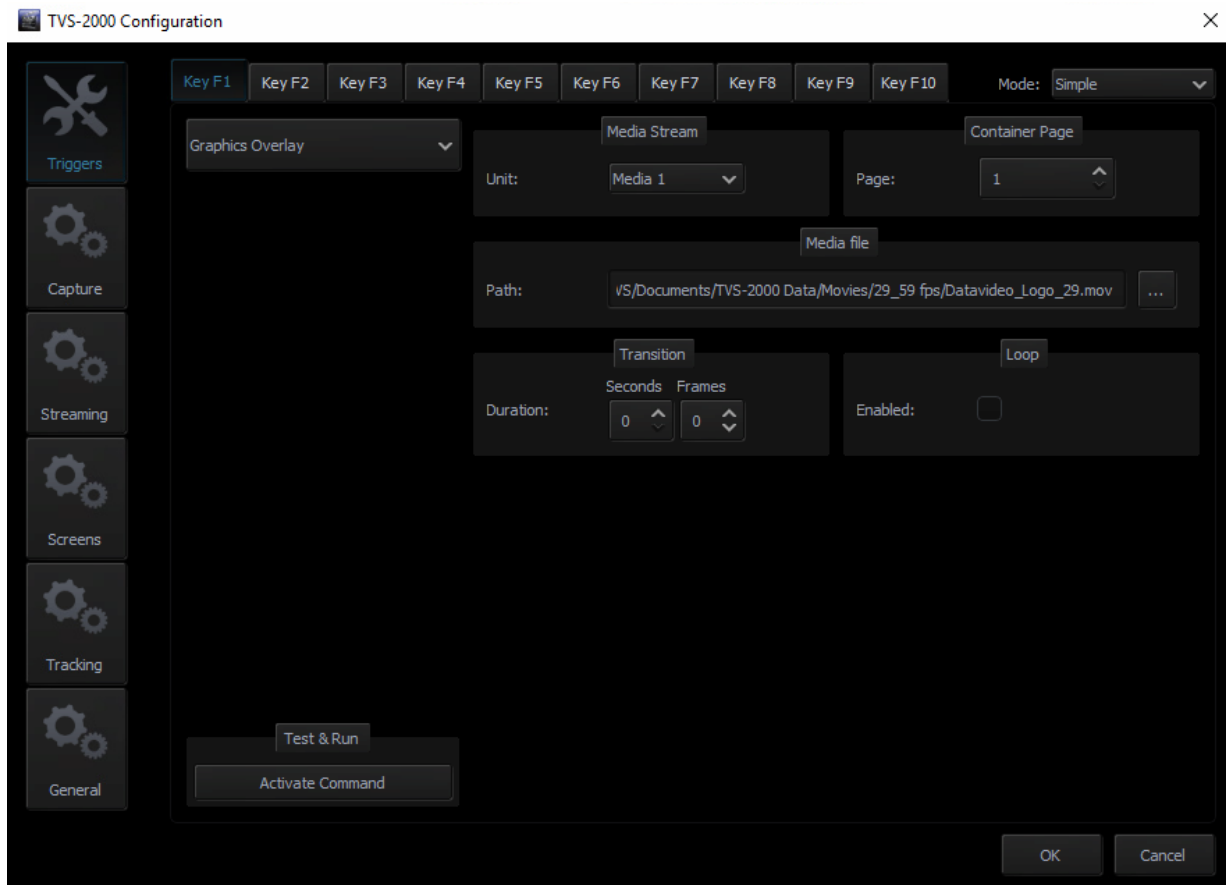 TVS-2000 Configuration
Key F1 Key F2 Key F3 Key F4 Key F5 Key F6 Key F7 Key F8 Key F9 Key F10 Mode: Simple
Triggers
Capture
Streaming
Screens
Tracking
General
Graphics Overlay
Media Stream
Unit: Media 1
Container Page
Page: 1
Media file
Path: VS/Documents/TVS-2000 Data/Movies/29_59 fps/Datavideo_Logo_29.mov ...
Transition
Seconds Frames
Duration: 0 0
Loop
Enabled:
Test & Run
Activate Command
OK Cancel